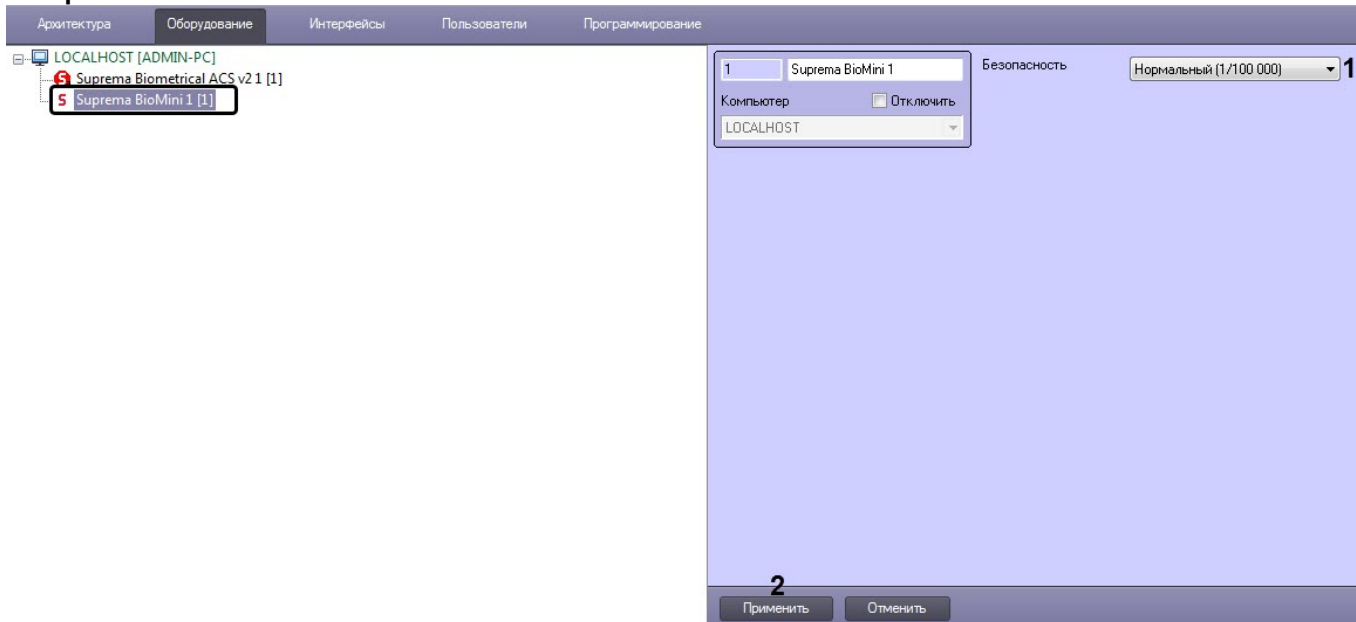 Архитектура Оборудование Интерфейсы Пользователи Программирование
LOCALHOST [ADMIN-PC]
Suprema Biometrical ACS v2 1 [1]
Suprema BioMini 1 [1]
1 Suprema BioMini 1
Компьютер Отключить
LOCALHOST
Безопасность Нормальный (1/100 000) 1
2
Применить Отменить